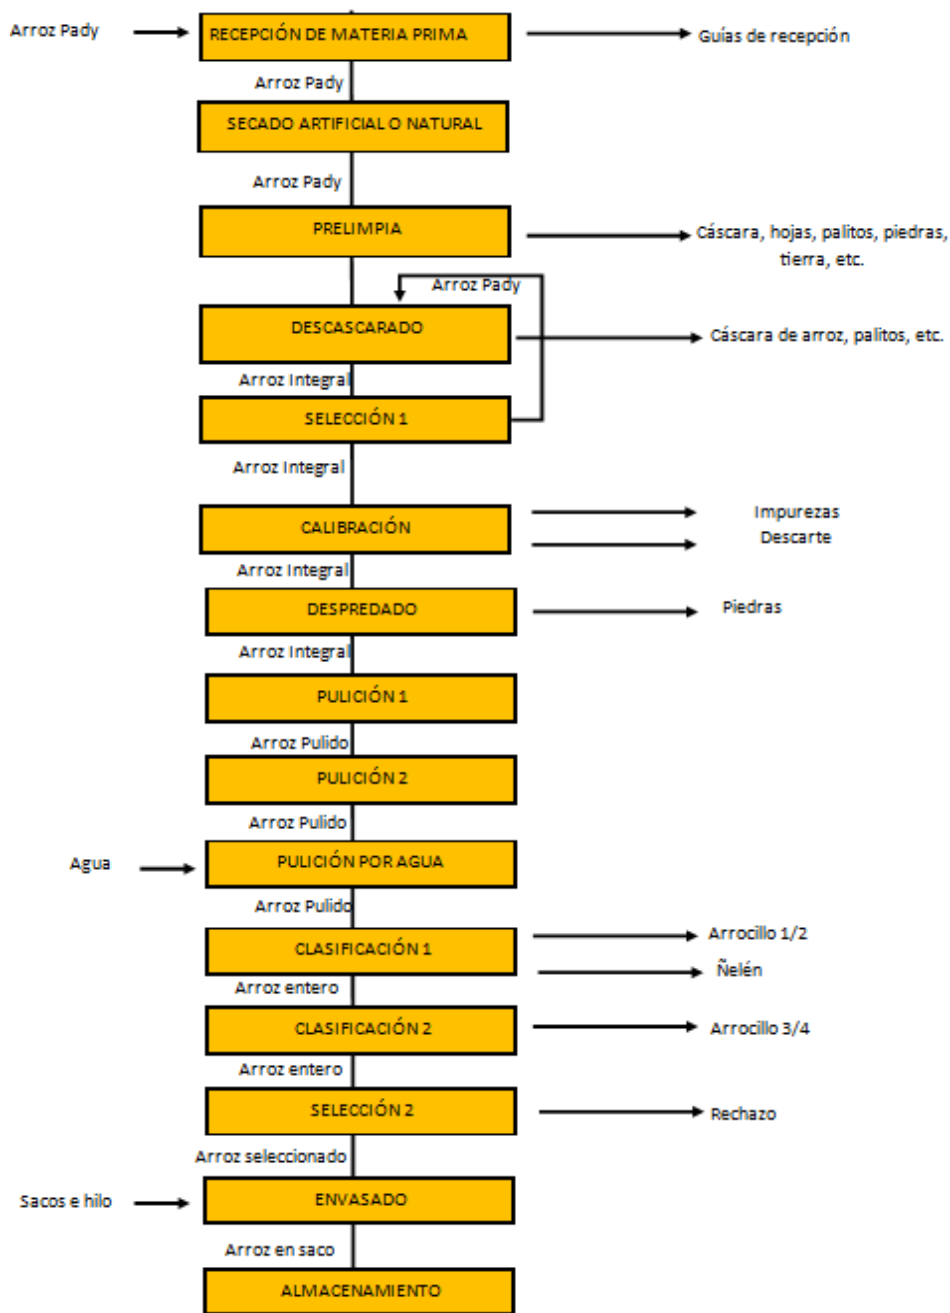 Arroz Pady
RECEPCIÓN DE MATERIA PRIMA
Guías de recepción
Arroz Pady
SECADO ARTIFICIAL O NATURAL
Arroz Pady
PRELIMPIA
Cáscara, hojas, palitos, piedras,
tierra, etc.
Arroz Pady
DESCASCARADO
Cáscara de arroz, palitos, etc.
Arroz Integral
SELECCIÓN 1
Arroz Integral
CALIBRACIÓN
Impurezas
Descarte
Arroz Integral
DESPREDADO
Piedras
Arroz Integral
PULICIÓN 1
Arroz Pulido
PULICIÓN 2
Arroz Pulido
Agua
PULICIÓN POR AGUA
Arroz Pulido
CLASIFICACIÓN 1
Arrocillo 1/2
Ñelén
Arroz entero
CLASIFICACIÓN 2
Arrocillo 3/4
Arroz entero
SELECCIÓN 2
Rechazo
Arroz seleccionado
Sacos e hilo
ENVASADO
Arroz en saco
ALMACENAMIENTO